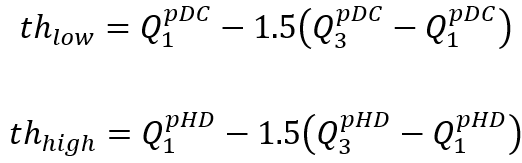 th_low = Q_1^pDC − 1.5(Q_3^pDC − Q_1^pDC)
th_high = Q_1^pHD − 1.5(Q_3^pHD − Q_1^pHD)